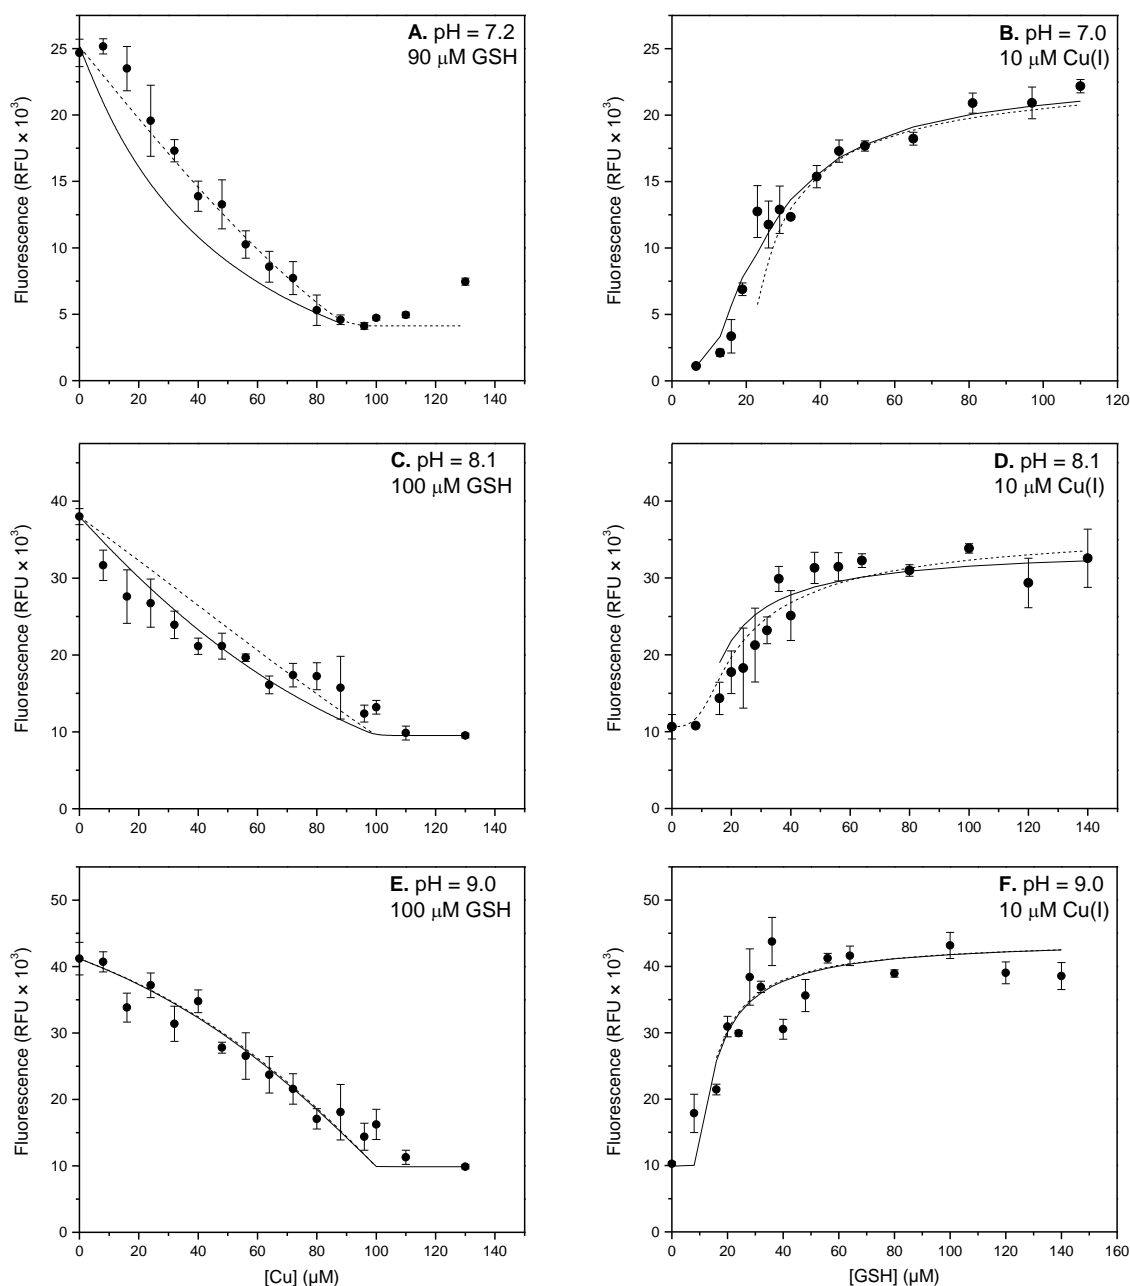 A. pH = 7.2
90 μM GSH
Fluorescence (RFU × 10³)
25
20
15
10
5
0
0 20 40 60 80 100 120 140
B. pH = 7.0
10 μM Cu(I)
Fluorescence (RFU × 10³)
25
20
15
10
5
0
0 20 40 60 80 100 120
C. pH = 8.1
100 μM GSH
Fluorescence (RFU × 10³)
40
30
20
10
0
0 20 40 60 80 100 120 140
D. pH = 8.1
10 μM Cu(I)
Fluorescence (RFU × 10³)
40
30
20
10
0
0 20 40 60 80 100 120 140
E. pH = 9.0
100 μM GSH
Fluorescence (RFU × 10³)
50
40
30
20
10
0
0 20 40 60 80 100 120 140
[Cu] (μM)
F. pH = 9.0
10 μM Cu(I)
Fluorescence (RFU × 10³)
50
40
30
20
10
0
0 20 40 60 80 100 120 140 160
[GSH] (μM)